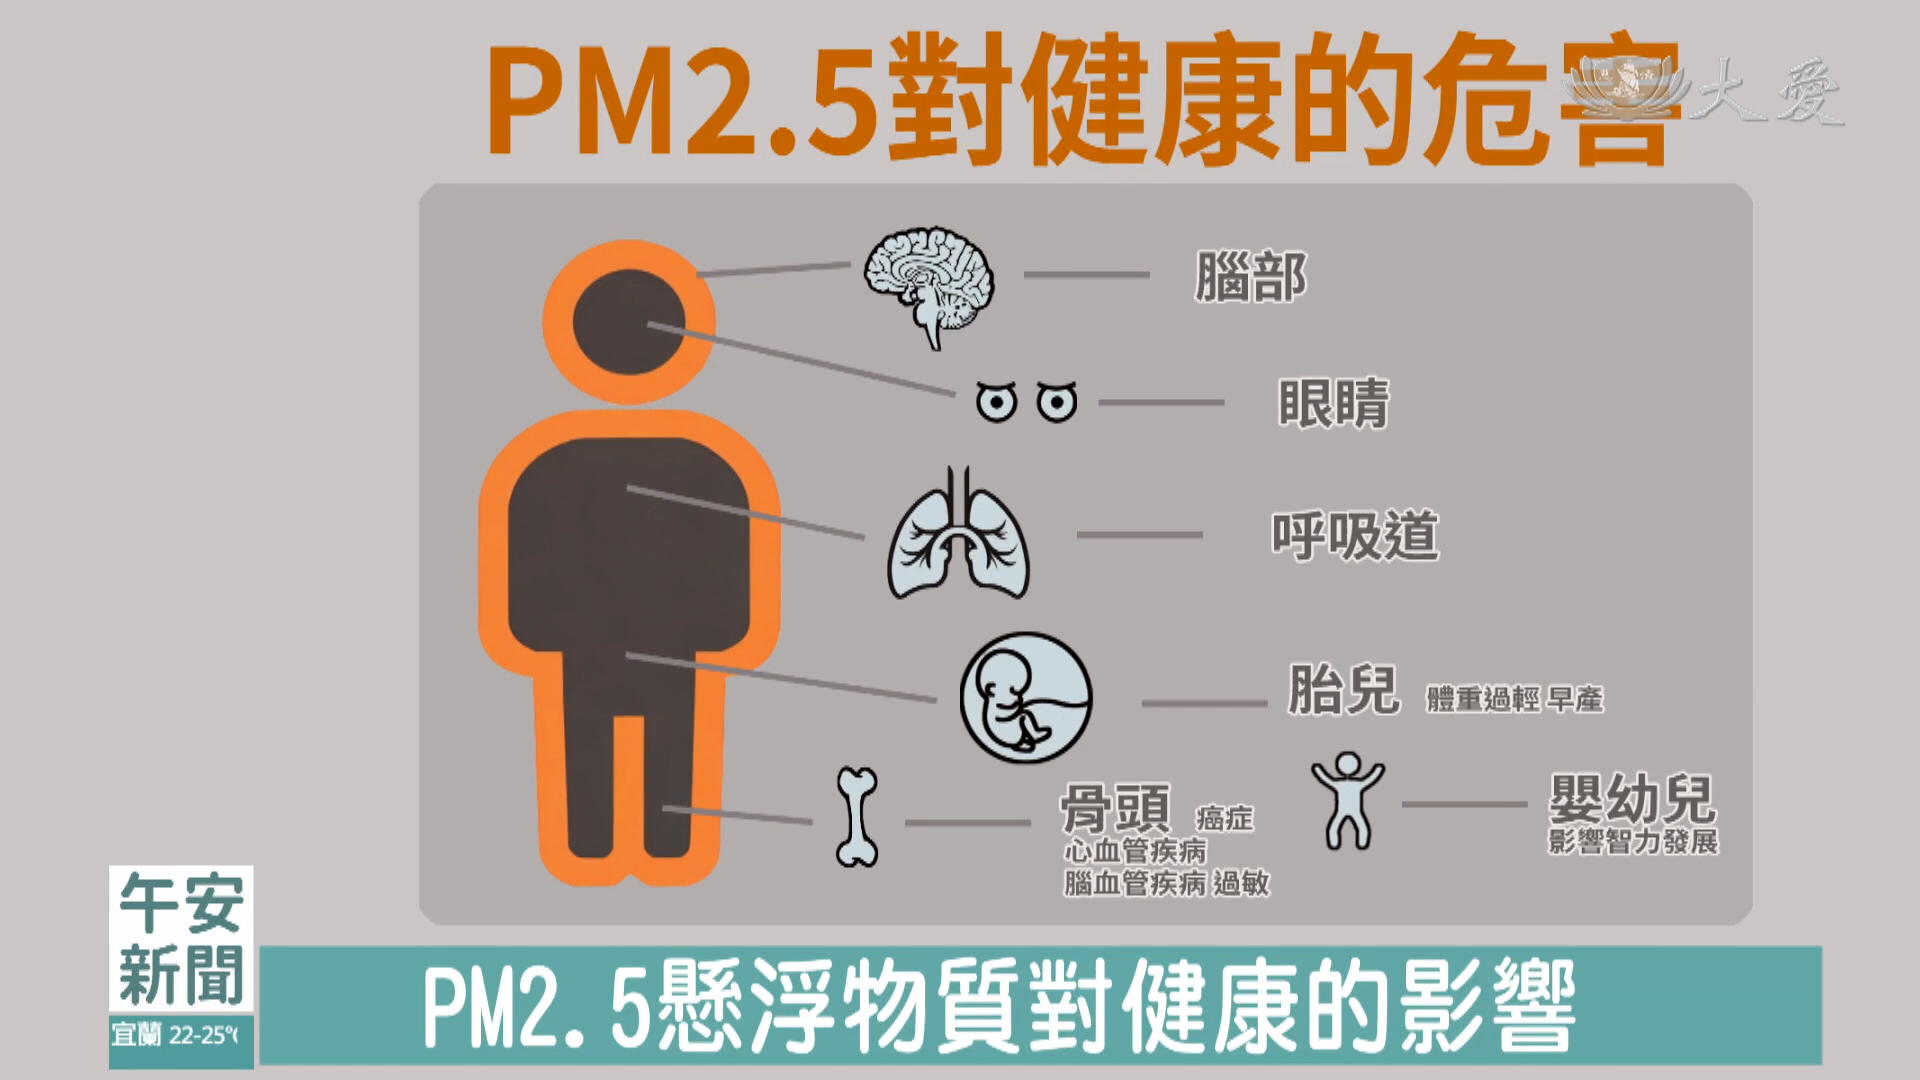 PM2.5對健康的危害
大愛
腦部
眼睛
呼吸道
胎兒 體重過輕 早產
骨頭 癌症
心血管疾病
腦血管疾病 過敏
嬰幼兒
影響智力發展
午安
新聞
宜蘭 22-25°C
PM2.5懸浮物質對健康的影響